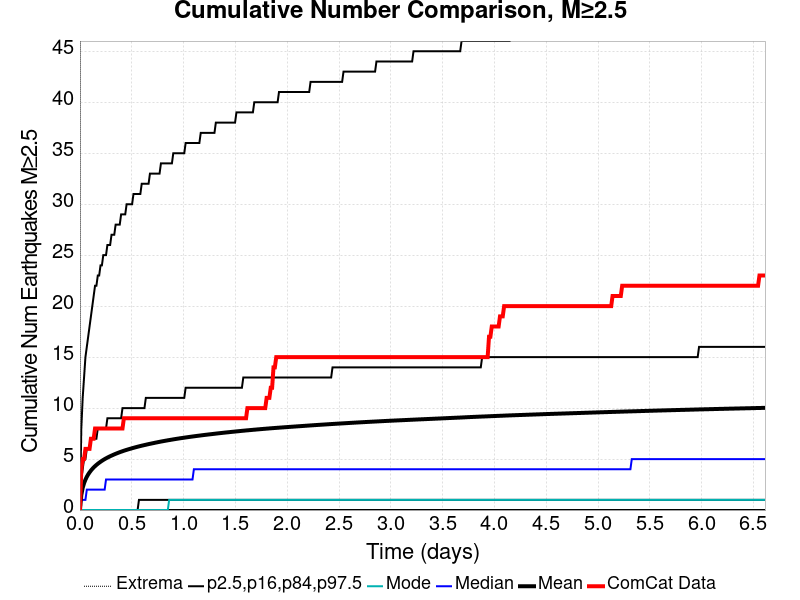 Cumulative Number Comparison, M≥2.5
Cumulative Num Earthquakes M≥2.5
45
40
35
30
25
20
15
10
5
0
0.0 0.5 1.0 1.5 2.0 2.5 3.0 3.5 4.0 4.5 5.0 5.5 6.0 6.5
Time (days)
Extrema p2.5,p16,p84,p97.5 Mode Median Mean ComCat Data